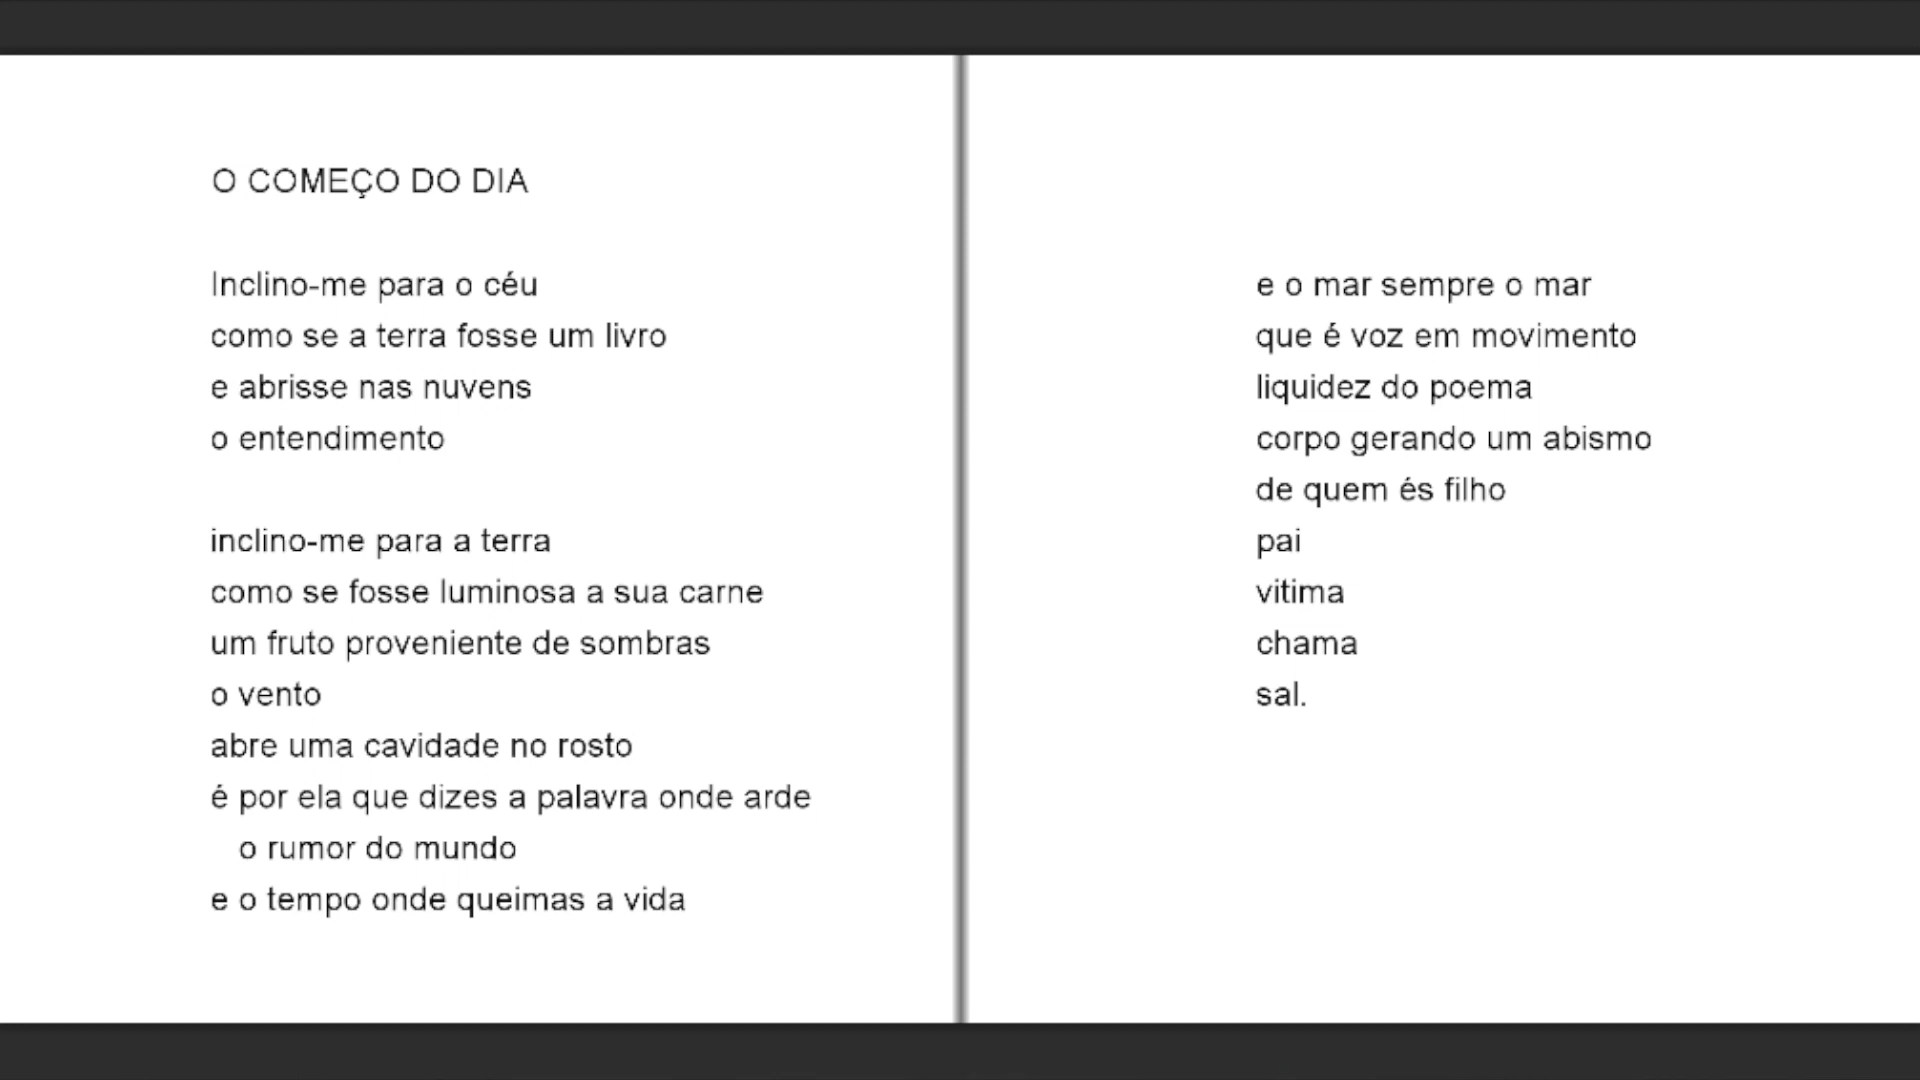 O COMEÇO DO DIA
Inclino-me para o céu
como se a terra fosse um livro
e abrisse nas nuvens
o entendimento
inclino-me para a terra
como se fosse luminosa a sua carne
um fruto proveniente de sombras
o vento
abre uma cavidade no rosto
é por ela que dizes a palavra onde arde
o rumor do mundo
e o tempo onde queimas a vida
e o mar sempre o mar
que é voz em movimento
liquidez do poema
corpo gerando um abismo
de quem és filho
pai
vitima
chama
sal.